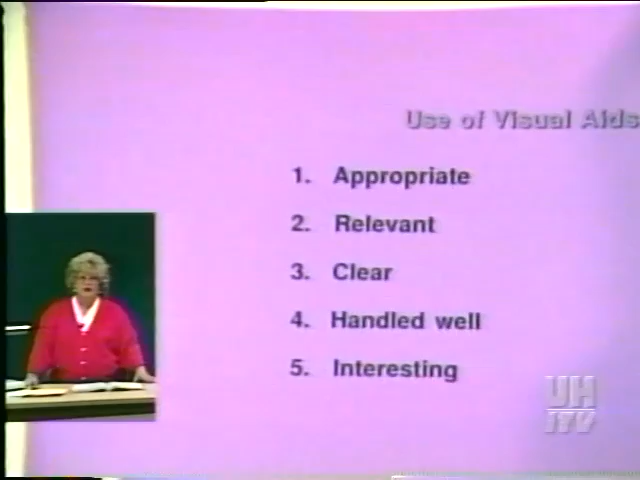 Use of Visual Aids
1. Appropriate
2. Relevant
3. Clear
4. Handled well
5. Interesting
UH
ITV